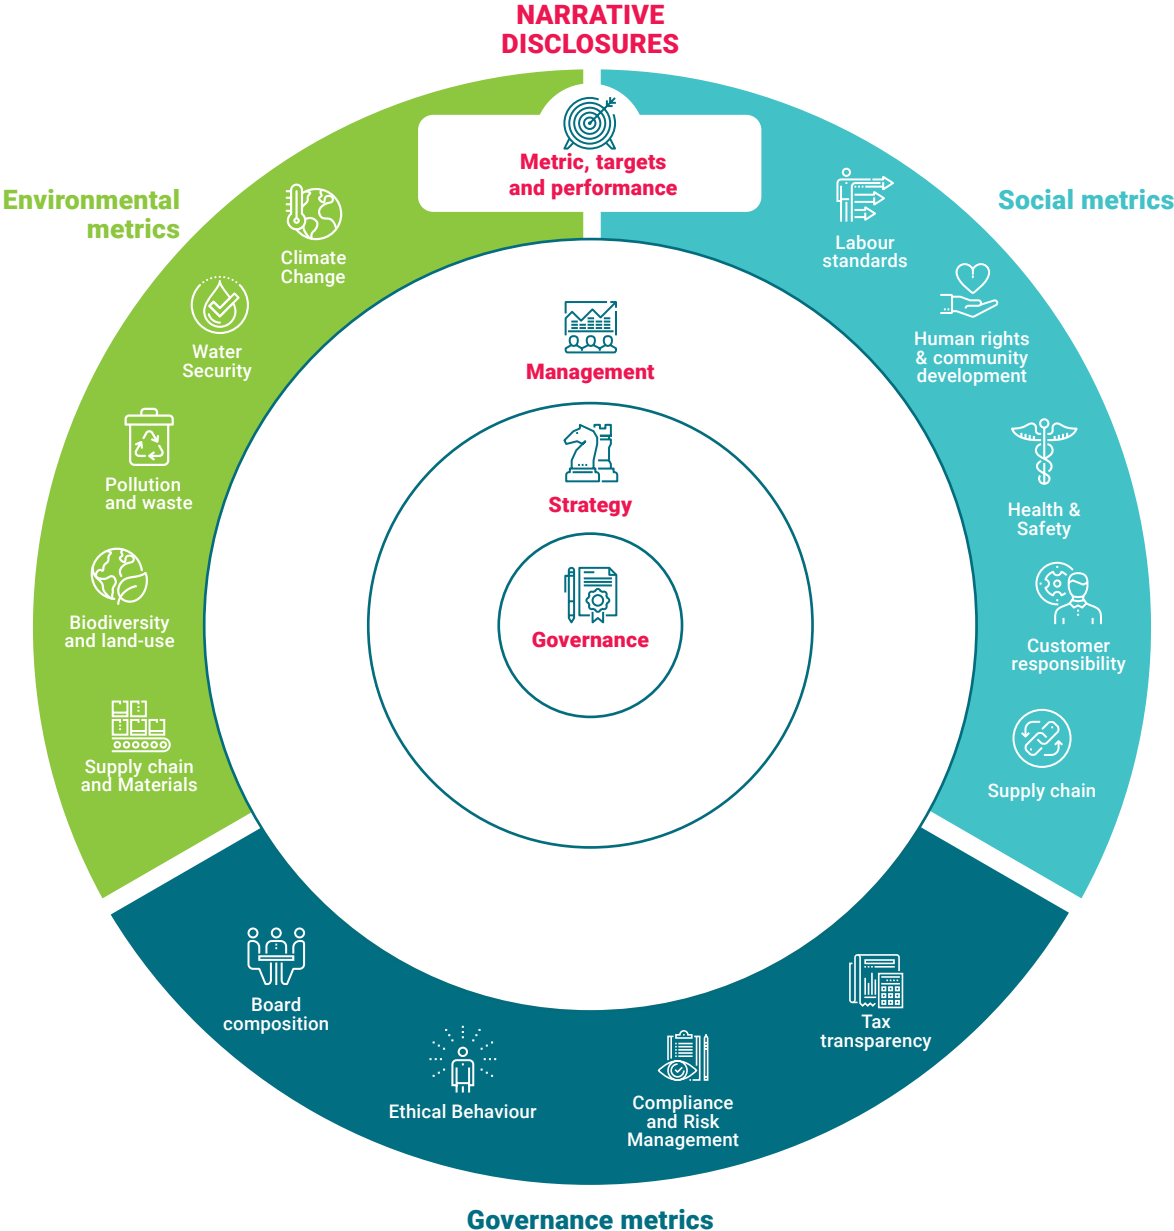 NARRATIVE
DISCLOSURES
Metric, targets
and performance
Environmental
metrics
Climate
Change
Water
Security
Pollution
and waste
Biodiversity
and land-use
Supply chain
and Materials
Social metrics
Labour
standards
Human rights
& community
development
Health &
Safety
Customer
responsibility
Supply chain
Management
Strategy
Governance
Board
composition
Ethical Behaviour
Compliance
and Risk
Management
Tax
transparency
Governance metrics